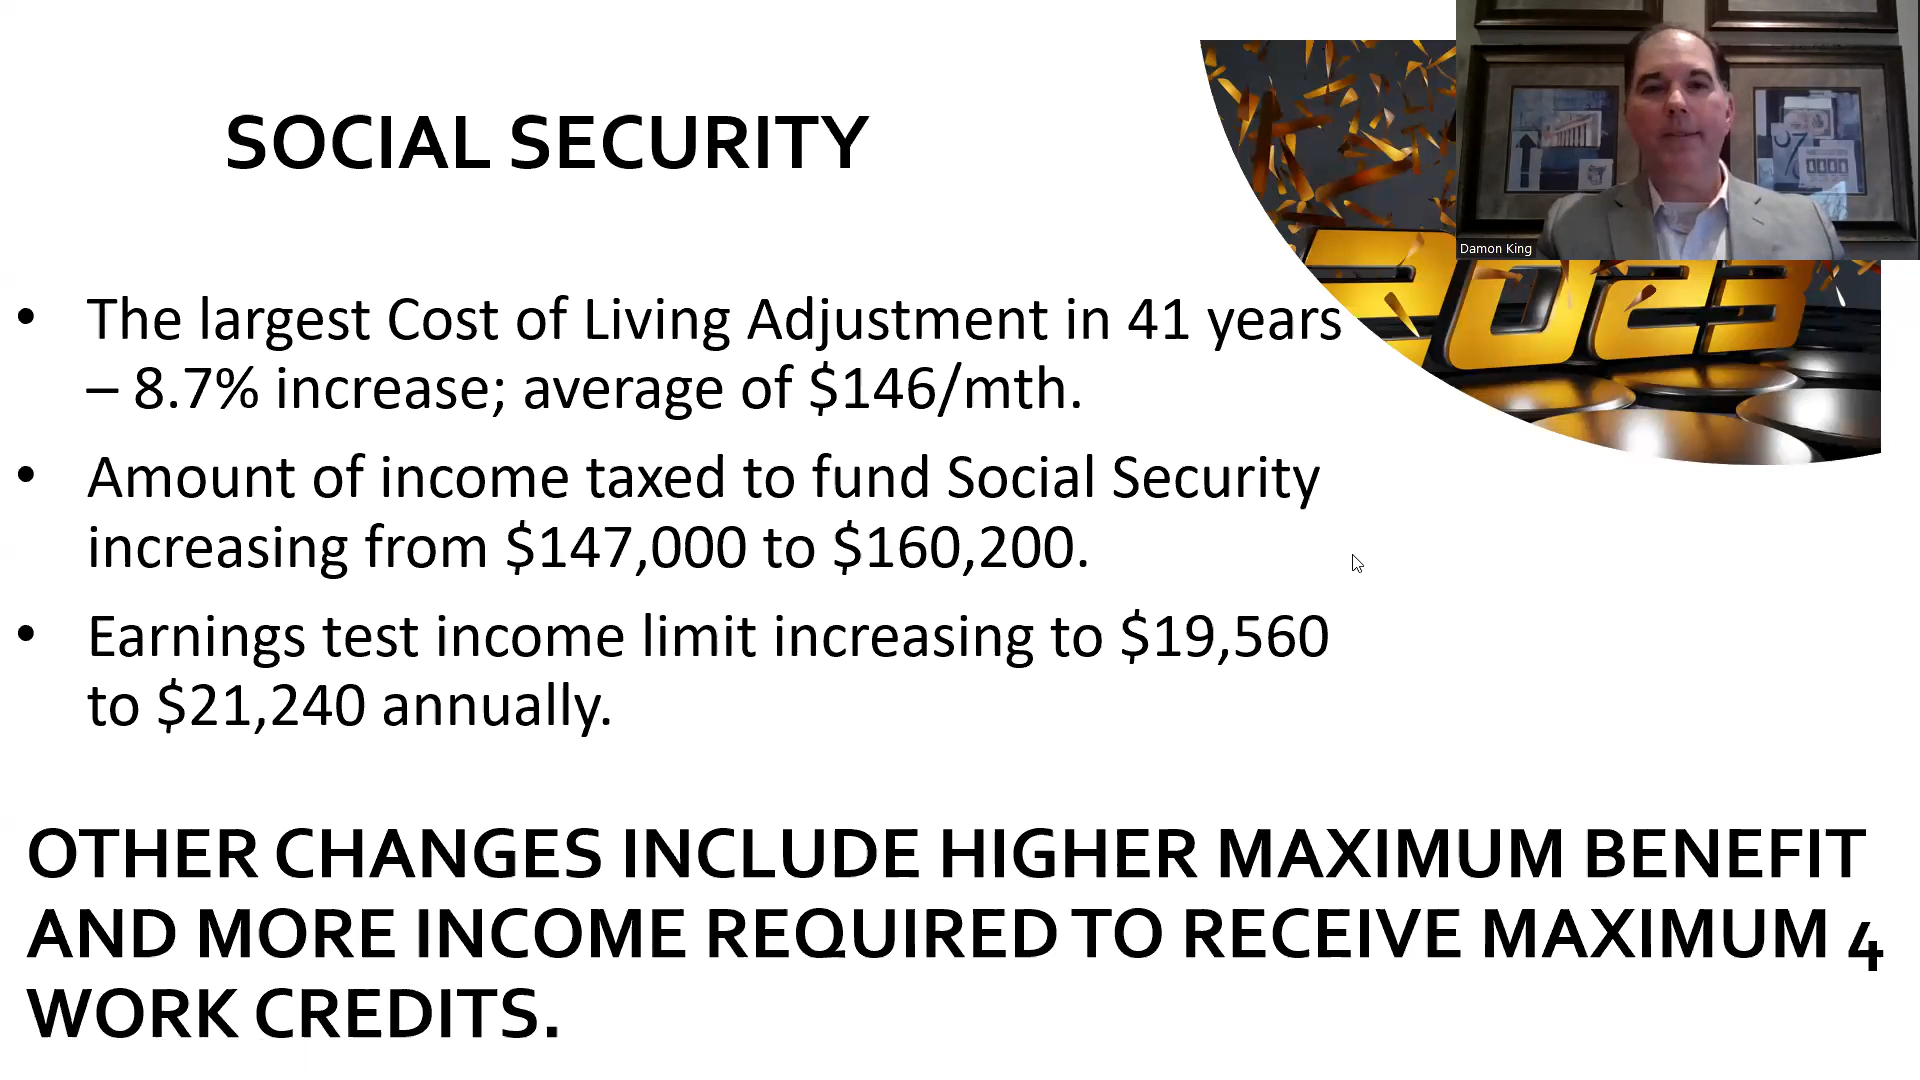 SOCIAL SECURITY
• The largest Cost of Living Adjustment in 41 years
– 8.7% increase; average of $146/mth.
• Amount of income taxed to fund Social Security
increasing from $147,000 to $160,200.
• Earnings test income limit increasing to $19,560
to $21,240 annually.
OTHER CHANGES INCLUDE HIGHER MAXIMUM BENEFIT
AND MORE INCOME REQUIRED TO RECEIVE MAXIMUM 4
WORK CREDITS.
2023
Damon King